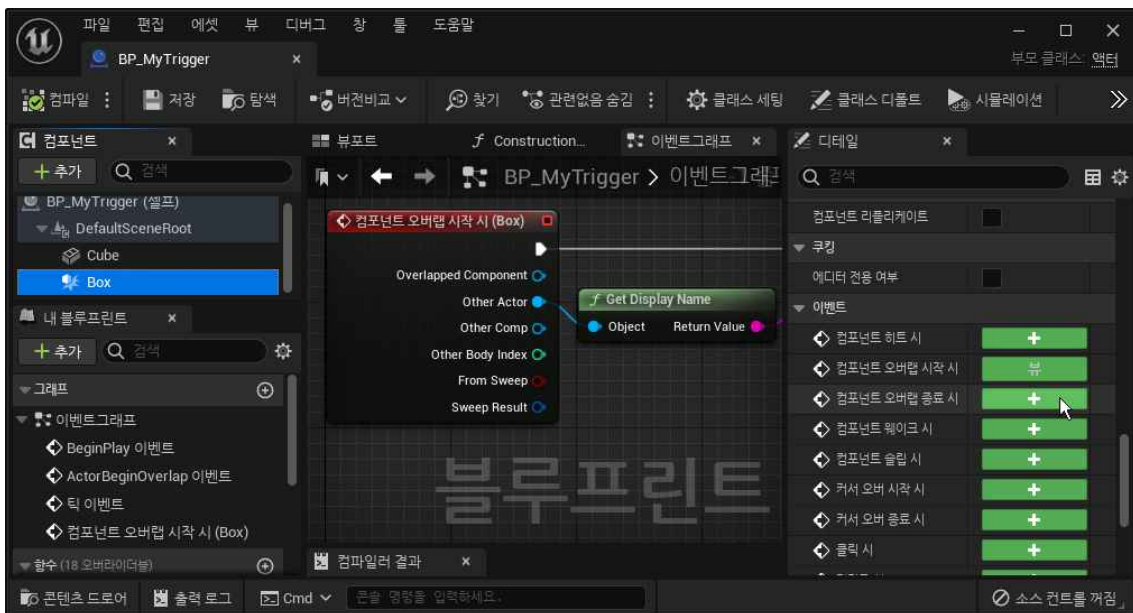 파일 편집 에셋 뷰 디버그 창 툴 도움말
BP_MyTrigger
부모 클래스: 액터
컴파일 저장 탐색 버전비교 찾기 관련없음 숨김 클래스 세팅 클래스 디폴트 시뮬레이션
컴포넌트
추가 검색
BP_MyTrigger (셀프)
DefaultSceneRoot
Cube
Box
내 블루프린트
추가 검색
그래프
이벤트그래프
BeginPlay 이벤트
ActorBeginOverlap 이벤트
틱 이벤트
컴포넌트 오버랩 시작 시 (Box)
함수 (18 오버라이더블)
뷰포트 Construction... 이벤트그래프
BP_MyTrigger > 이벤트그래프
컴포넌트 오버랩 시작 시 (Box)
Overlapped Component
Other Actor
Other Comp
Other Body Index
From Sweep
Sweep Result
Get Display Name
Object Return Value
블루프린트
컴파일러 결과
디테일
검색
컴포넌트 리플리케이트
쿠킹
에디터 전용 여부
이벤트
컴포넌트 히트 시
컴포넌트 오버랩 시작 시 뷰
컴포넌트 오버랩 종료 시
컴포넌트 웨이크 시
컴포넌트 슬립 시
커서 오버 시작 시
커서 오버 종료 시
클릭 시
콘텐츠 드로어 출력 로그 Cmd 콘솔 명령을 입력하세요. 소스 컨트롤 꺼짐